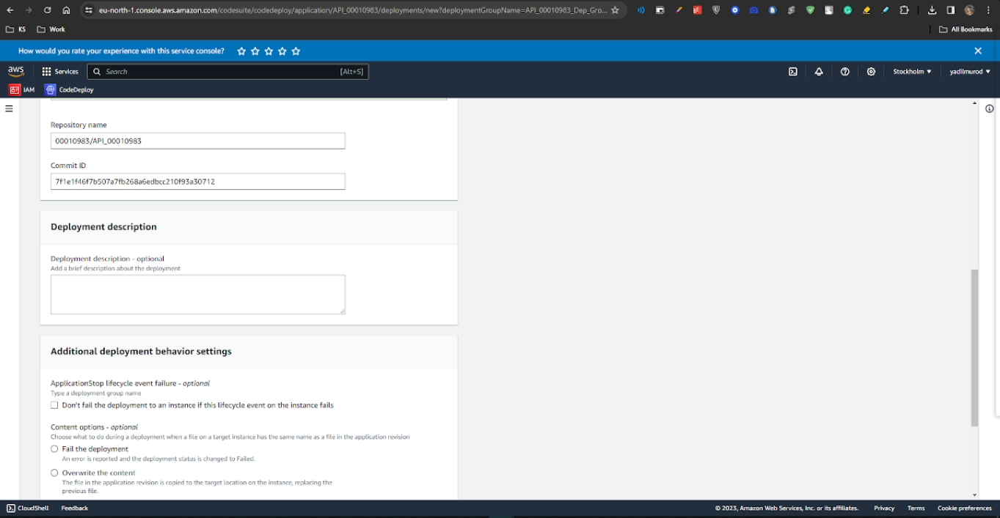 eu-north-1.console.aws.amazon.com/codesuite/codedeploy/application/API_00010983/deployments/new?deploymentGroupName=API_00010983_Dep_Gro...
KS Work All Bookmarks
How would you rate your experience with this service console?
aws Services Search [Alt+S] Stockholm yadilmurod
IAM CodeDeploy
Repository name
00010983/API_00010983
Commit ID
7f1e1f46f7b507a7fb268a6edbcc210f93a30712
Deployment description
Deployment description - optional
Add a brief description about the deployment
Additional deployment behavior settings
ApplicationStop lifecycle event failure - optional
Type a deployment group name
Don't fail the deployment to an instance if this lifecycle event on the instance fails
Content options - optional
Choose what to do during a deployment when a file on a target instance has the same name as a file in the application revision
Fail the deployment
An error is reported and the deployment status is changed to Failed.
Overwrite the content
The file in the application revision is copied to the target location on the instance, replacing the
previous file.
CloudShell Feedback © 2023, Amazon Web Services, Inc. or its affiliates. Privacy Terms Cookie preferences